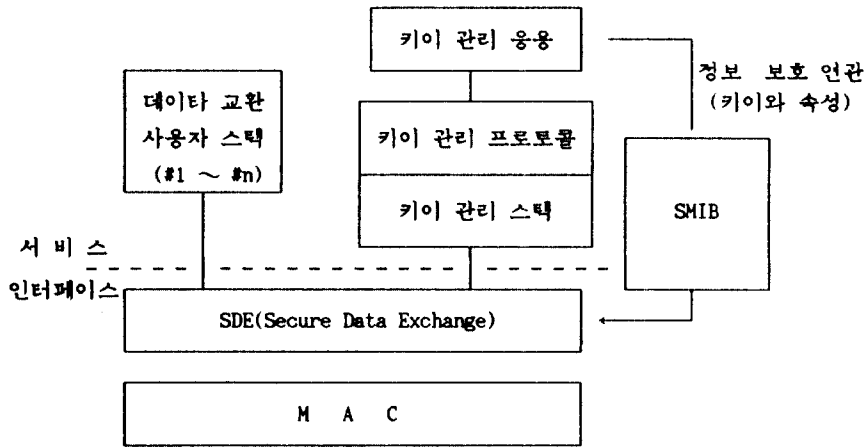 키이 관리 응용
정보 보호 연관
(키이와 속성)
데이타 교환
사용자 스택
(#1 ~ #n)
키이 관리 프로토콜
키이 관리 스택
SMIB
서 비 스
인터페이스
SDE(Secure Data Exchange)
M A C